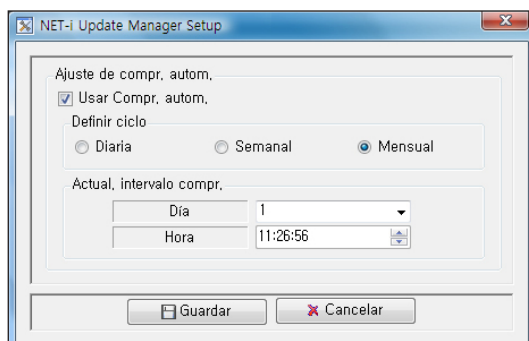 NET-i Update Manager Setup
Ajuste de compr. autom.
Usar Compr. autom.
Definir ciclo
Diaria Semanal Mensual
Actual. intervalo compr.
Día 1
Hora 11:26:56
Guardar Cancelar